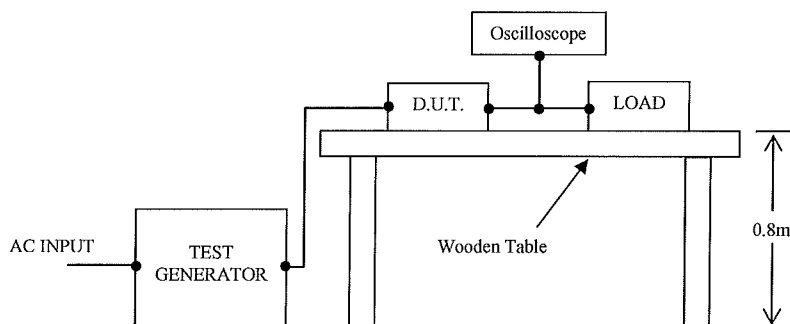 Oscilloscope
D.U.T.
LOAD
AC INPUT
TEST
GENERATOR
Wooden Table
0.8m